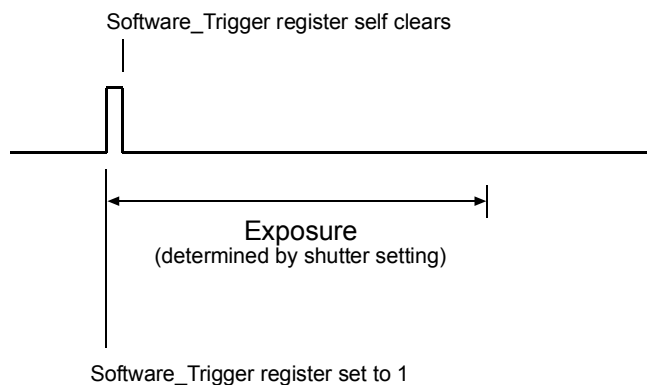 Software_Trigger register self clears
Exposure
(determined by shutter setting)
Software_Trigger register set to 1